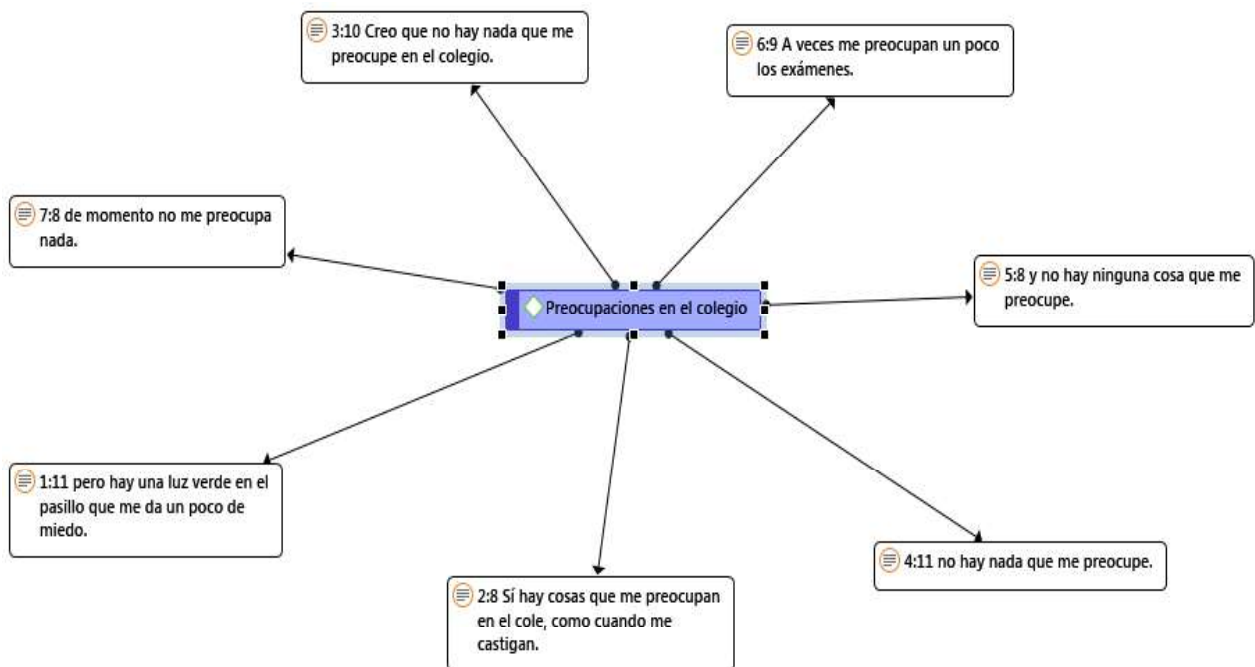 3:10 Creo que no hay nada que me
preocupe en el colegio.
6:9 A veces me preocupan un poco
los exámenes.
7:8 de momento no me preocupa
nada.
5:8 y no hay ninguna cosa que me
preocupe.
Preocupaciones en el colegio
1:11 pero hay una luz verde en el
pasillo que me da un poco de
miedo.
4:11 no hay nada que me preocupe.
2:8 Sí hay cosas que me preocupan
en el cole, como cuando me
castigan.